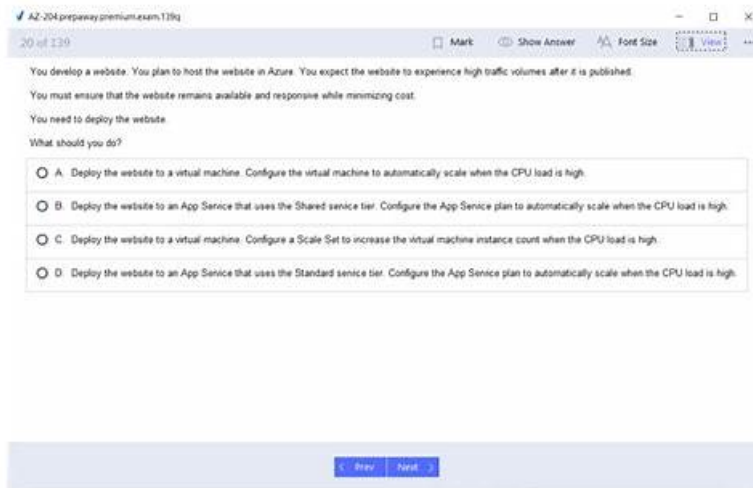 AZ-204.prepaway.premium.exam.139q
20 of 139
Mark
Show Answer
Font Size
View
You develop a website. You plan to host the website in Azure. You expect the website to experience high traffic volumes after it is published.
You must ensure that the website remains available and responsive while minimizing cost.
You need to deploy the website.
What should you do?
A. Deploy the website to a virtual machine. Configure the virtual machine to automatically scale when the CPU load is high.
B. Deploy the website to an App Service that uses the Shared service tier. Configure the App Service plan to automatically scale when the CPU load is high.
C. Deploy the website to a virtual machine. Configure a Scale Set to increase the virtual machine instance count when the CPU load is high.
D. Deploy the website to an App Service that uses the Standard service tier. Configure the App Service plan to automatically scale when the CPU load is high.
Prev
Next